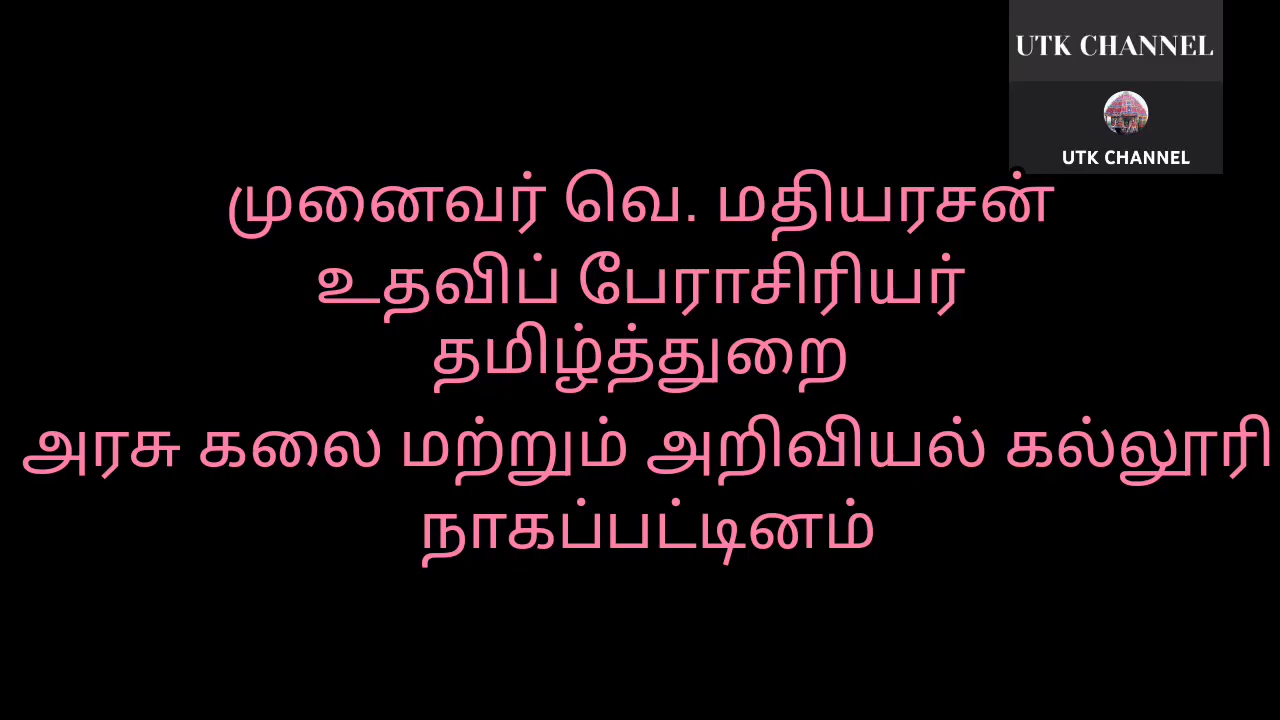 UTK CHANNEL
UTK CHANNEL
முனைவர் வெ. மதியரசன்
உதவிப் பேராசிரியர்
தமிழ்த்துறை
அரசு கலை மற்றும் அறிவியல் கல்லூரி
நாகப்பட்டினம்